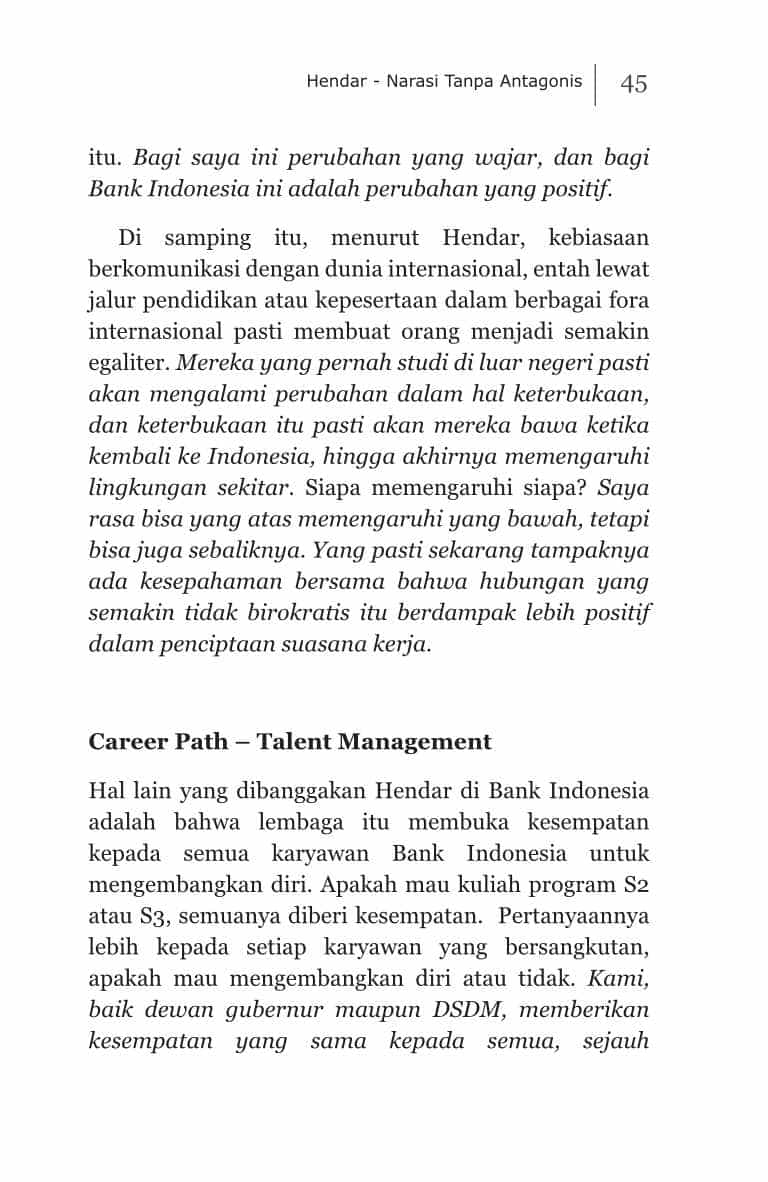 Hendar - Narasi Tanpa Antagonis 45
itu. Bagi saya ini perubahan yang wajar, dan bagi
Bank Indonesia ini adalah perubahan yang positif.
Di samping itu, menurut Hendar, kebiasaan
berkomunikasi dengan dunia internasional, entah lewat
jalur pendidikan atau kepesertaan dalam berbagai fora
internasional pasti membuat orang menjadi semakin
egaliter. Mereka yang pernah studi di luar negeri pasti
akan mengalami perubahan dalam hal keterbukaan,
dan keterbukaan itu pasti akan mereka bawa ketika
kembali ke Indonesia, hingga akhirnya memengaruhi
lingkungan sekitar. Siapa memengaruhi siapa? Saya
rasa bisa yang atas memengaruhi yang bawah, tetapi
bisa juga sebaliknya. Yang pasti sekarang tampaknya
ada kesepahaman bersama bahwa hubungan yang
semakin tidak birokratis itu berdampak lebih positif
dalam penciptaan suasana kerja.
Career Path – Talent Management
Hal lain yang dibanggakan Hendar di Bank Indonesia
adalah bahwa lembaga itu membuka kesempatan
kepada semua karyawan Bank Indonesia untuk
mengembangkan diri. Apakah mau kuliah program S2
atau S3, semuanya diberi kesempatan. Pertanyaannya
lebih kepada setiap karyawan yang bersangkutan,
apakah mau mengembangkan diri atau tidak. Kami,
baik dewan gubernur maupun DSDM, memberikan
kesempatan yang sama kepada semua, sejauh